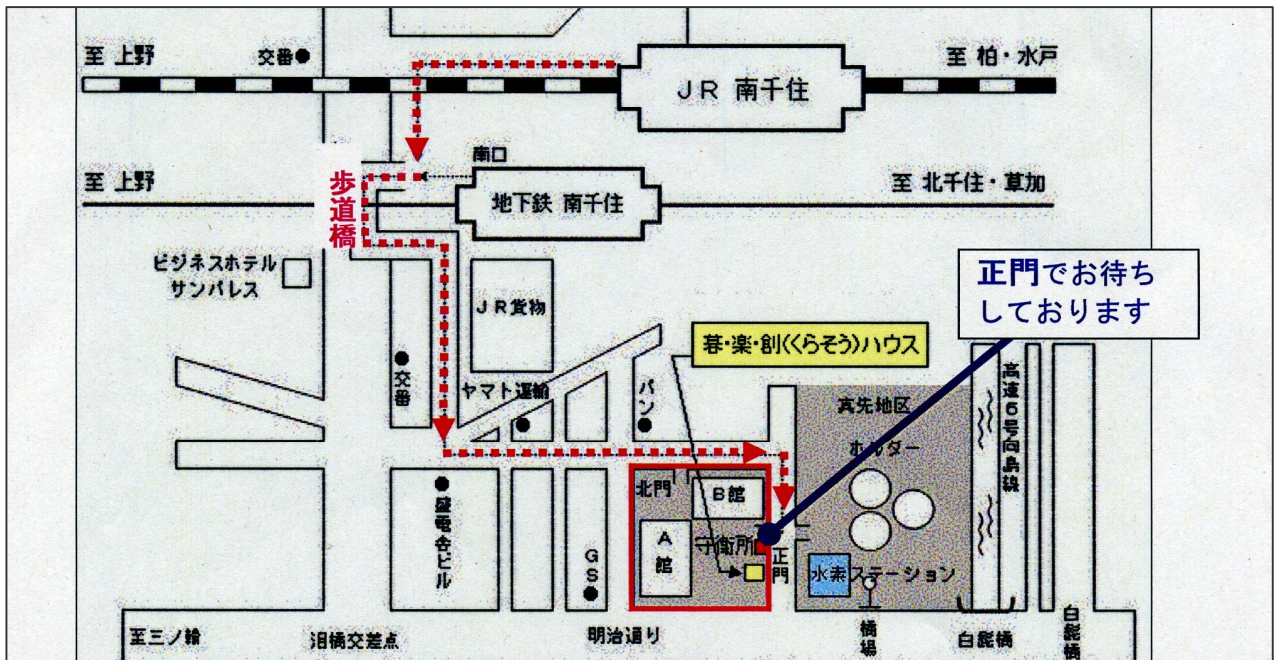 至 上野
交番
至 柏・水戸
JR 南千住
南口
至 上野
至 北千住・草加
地下鉄 南千住
歩道橋
正門でお待ち
しております
ビジネスホテル
サンパレス
JR貨物
暮・楽・創(くらそう)ハウス
交番
ヤマト運輸
パン
高先地区
ホルダー
高速6号向島線
北門
B館
A館
守衛所
正門
水素ステーション
盛電舎ビル
GS
至三ノ輪
泪橋交差点
明治通り
橋場
白髭橋
白髭橋